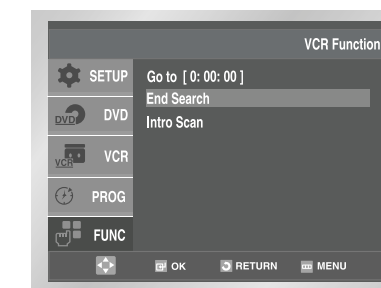 VCR Function
SETUP
Go to [ 0: 00: 00 ]
End Search
DVD DVD
Intro Scan
VCR VCR
PROG
FUNC
OK RETURN MENU